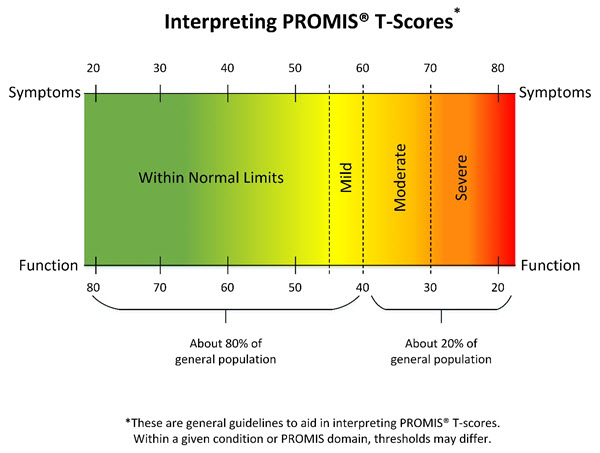 Interpreting PROMIS® T-Scores*
20 30 40 50 60 70 80
Symptoms Symptoms
Within Normal Limits Mild Moderate Severe
Function Function
80 70 60 50 40 30 20
About 80% of
general population
About 20% of
general population
*These are general guidelines to aid in interpreting PROMIS® T-scores.
Within a given condition or PROMIS domain, thresholds may differ.